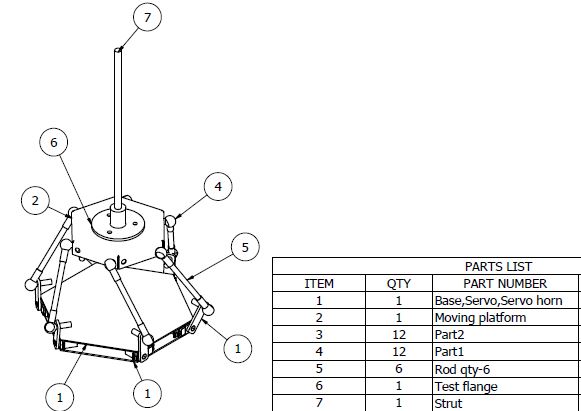 7
6
2
4
5
1
1
1
PARTS LIST
ITEM QTY PART NUMBER
1 1 Base,Servo,Servo horn
2 1 Moving platform
3 12 Part2
4 12 Part1
5 6 Rod qty-6
6 1 Test flange
7 1 Strut